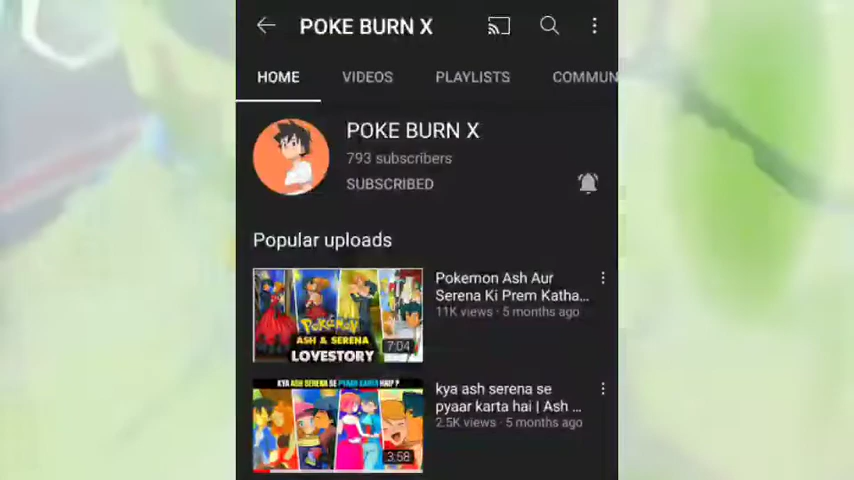 POKE BURN X
HOME VIDEOS PLAYLISTS COMMUN
POKE BURN X
793 subscribers
SUBSCRIBED
Popular uploads
POKÉMON
ASH & SERENA
LOVESTORY
7:04
Pokemon Ash Aur
Serena Ki Prem Katha...
11K views · 5 months ago
KYA ASH SERENA SE PYAAR KARTA HAI ?
3:58
kya ash serena se
pyaar karta hai | Ash ...
2.5K views · 5 months ago